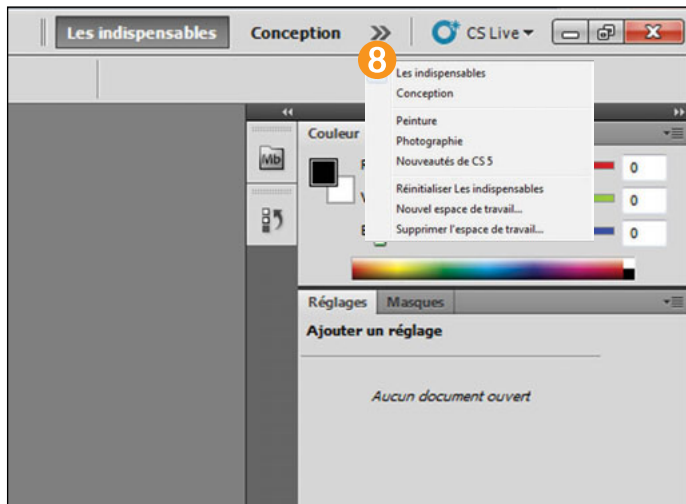 Les indispensables Conception >> CS Live
8
Les indispensables
Conception
Peinture
Photographie
Nouveautés de CS 5
Réinitialiser Les indispensables
Nouvel espace de travail...
Supprimer l'espace de travail...
Couleur
Mb
0
0
0
Réglages Masques
Ajouter un réglage
Aucun document ouvert